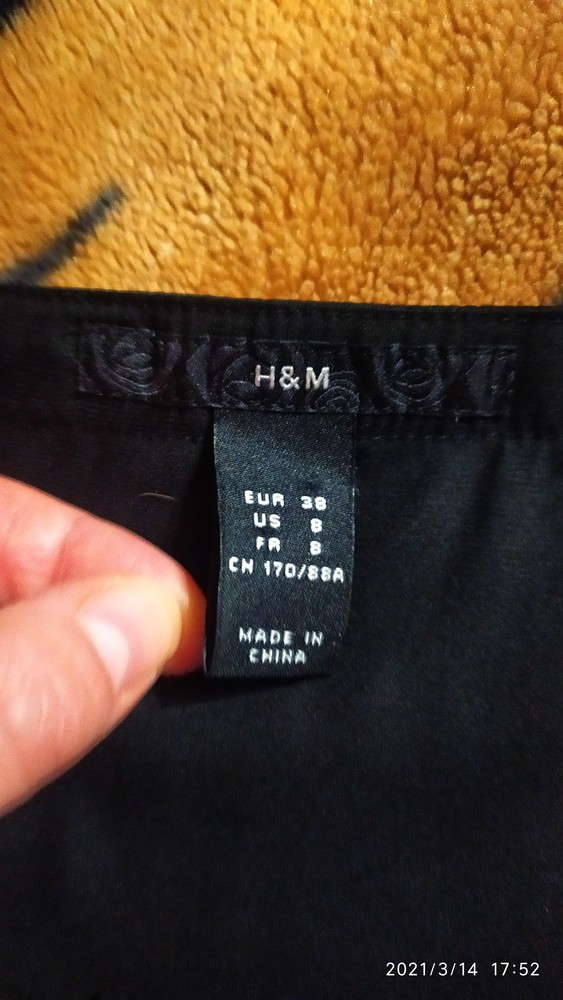 H&M
EUR 38
US 8
FR 8
CN 170/88A
MADE IN
CHINA
2021/3/14 17:52